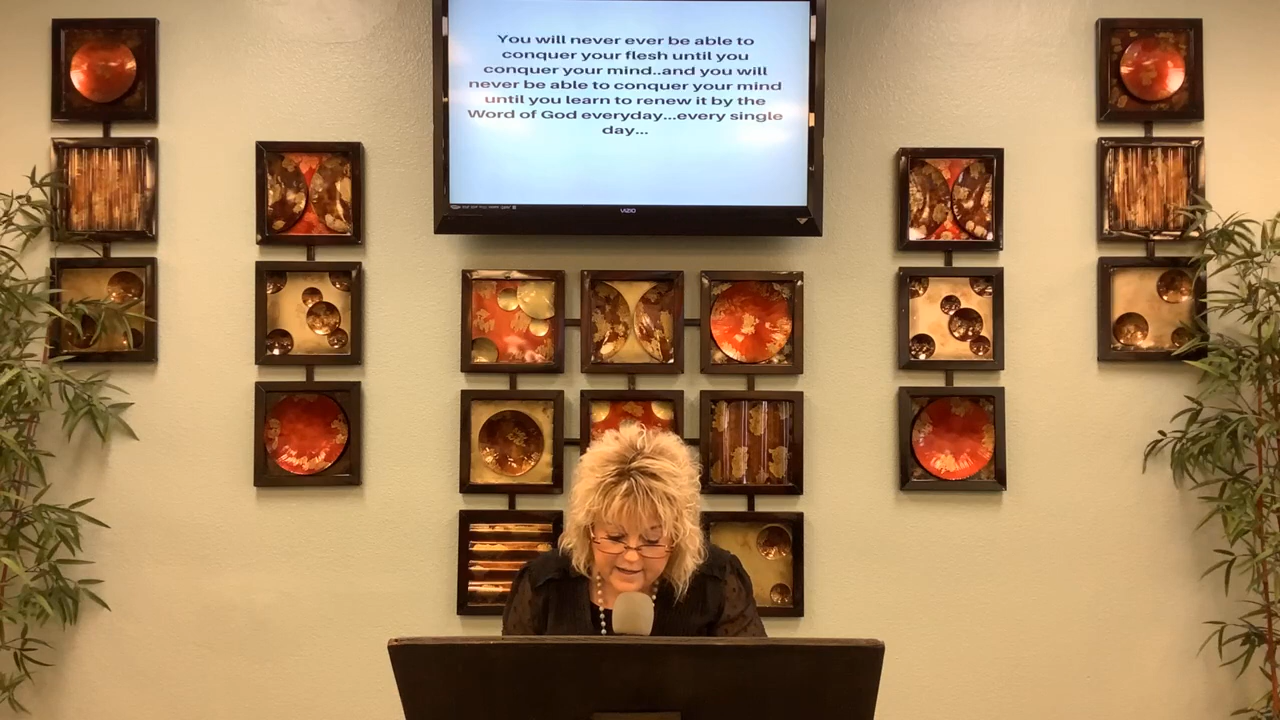 You will never ever be able to
conquer your flesh until you
conquer your mind..and you will
never be able to conquer your mind
until you learn to renew it by the
Word of God everyday...every single
day...
VIZIO